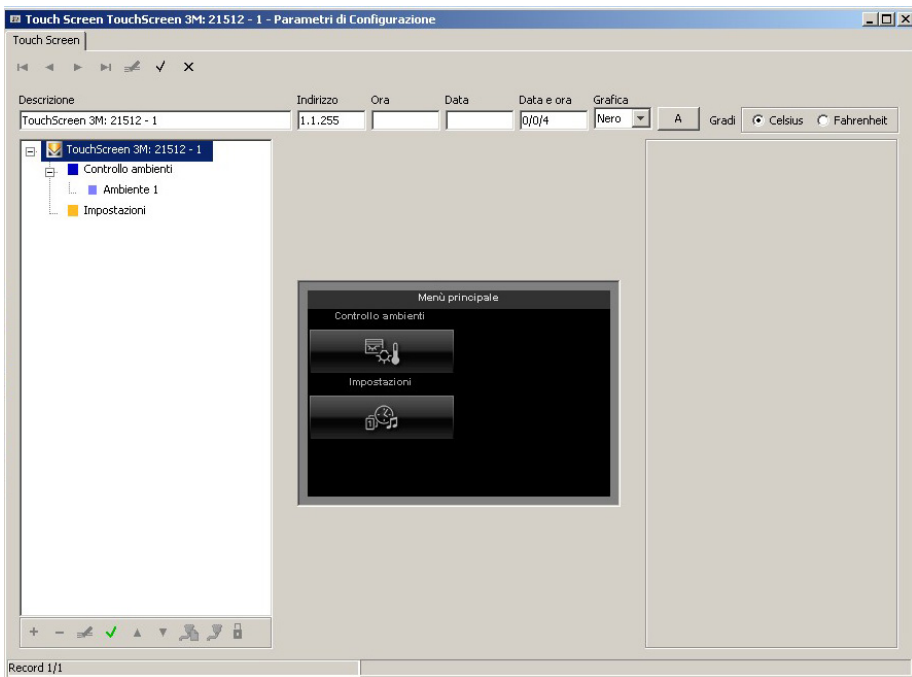 Touch Screen TouchScreen 3M: 21512 - 1 - Parametri di Configurazione
Touch Screen
Descrizione Indirizzo Ora Data Data e ora Grafica
TouchScreen 3M: 21512 - 1 1.1.255 0/0/4 Nero A Gradi Celsius Fahrenheit
TouchScreen 3M: 21512 - 1
Controllo ambienti
Ambiente 1
Impostazioni
Menù principale
Controllo ambienti
Impostazioni
Record 1/1